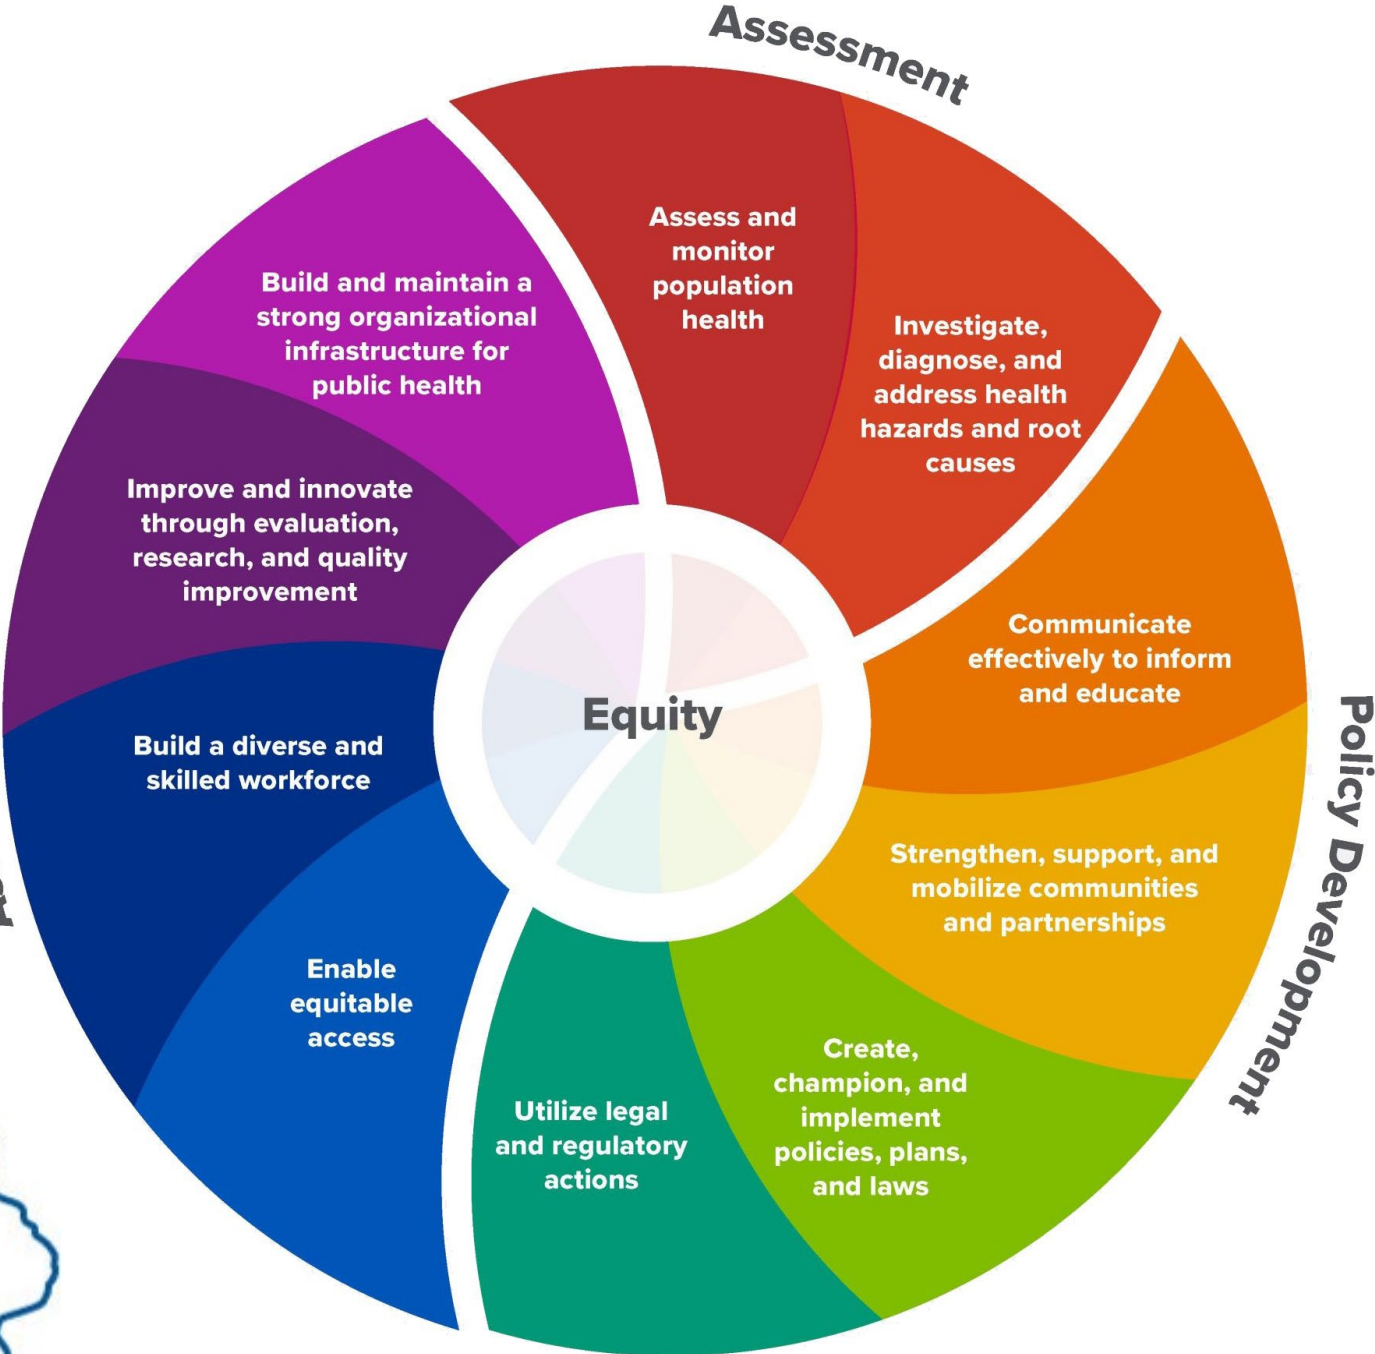 Assessment
Assess and
monitor
population
health
Investigate,
diagnose, and
address health
hazards and root
causes
Policy Development
Communicate
effectively to inform
and educate
Strengthen, support, and
mobilize communities
and partnerships
Create,
champion, and
implement
policies, plans,
and laws
Utilize legal
and regulatory
actions
Enable
equitable
access
Build a diverse and
skilled workforce
Improve and innovate
through evaluation,
research, and quality
improvement
Build and maintain a
strong organizational
infrastructure for
public health
Equity